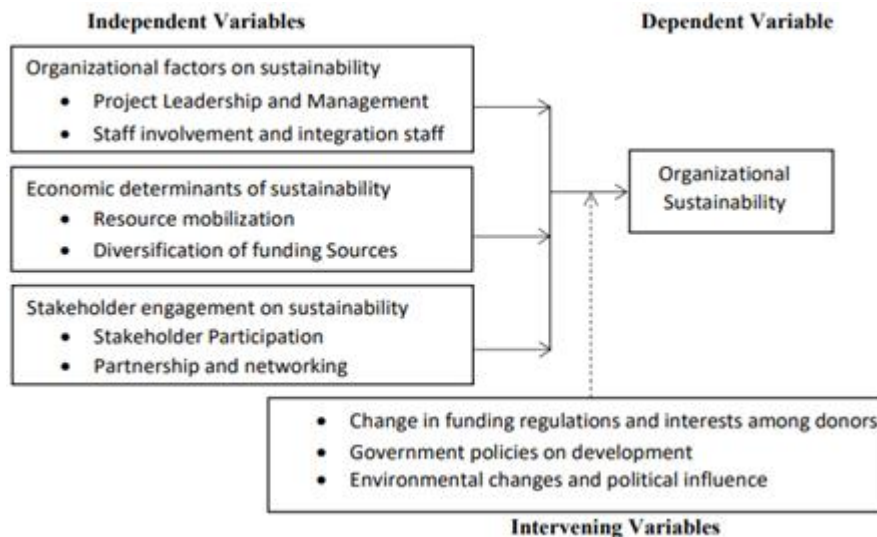 Independent Variables
Dependent Variable
Organizational factors on sustainability
• Project Leadership and Management
• Staff involvement and integration staff
Economic determinants of sustainability
• Resource mobilization
• Diversification of funding Sources
Stakeholder engagement on sustainability
• Stakeholder Participation
• Partnership and networking
Organizational
Sustainability
• Change in funding regulations and interests among donors
• Government policies on development
• Environmental changes and political influence
Intervening Variables